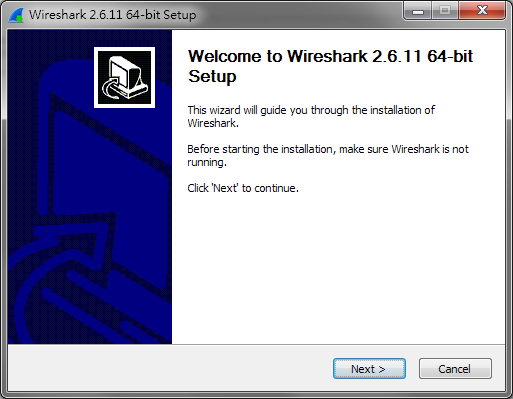 Wireshark 2.6.11 64-bit Setup
Welcome to Wireshark 2.6.11 64-bit
Setup
This wizard will guide you through the installation of
Wireshark.
Before starting the installation, make sure Wireshark is not
running.
Click 'Next' to continue.
Next >
Cancel